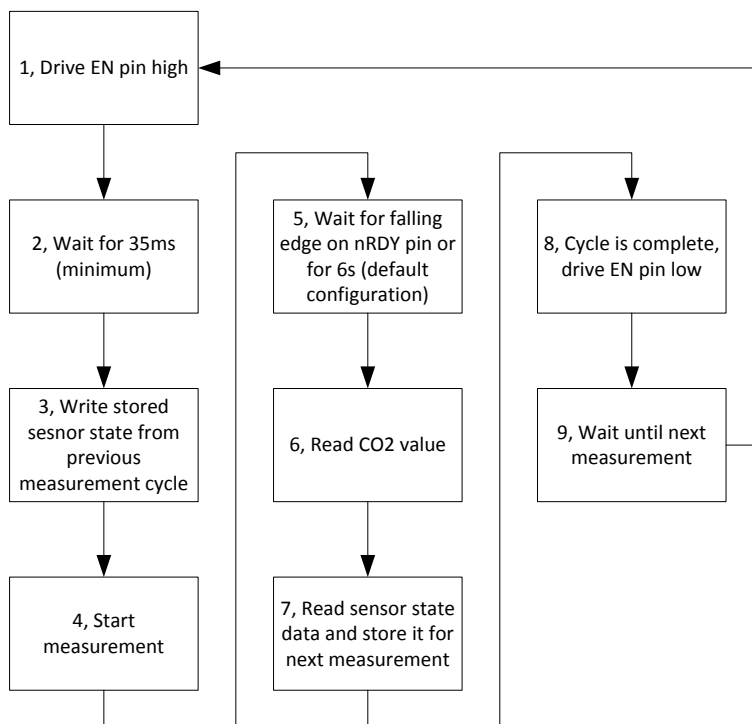 1, Drive EN pin high
2, Wait for 35ms
(minimum)
3, Write stored
sesnor state from
previous
measurement cycle
4, Start
measurement
5, Wait for falling
edge on nRDY pin or
for 6s (default
configuration)
6, Read CO2 value
7, Read sensor state
data and store it for
next measurement
8, Cycle is complete,
drive EN pin low
9, Wait until next
measurement